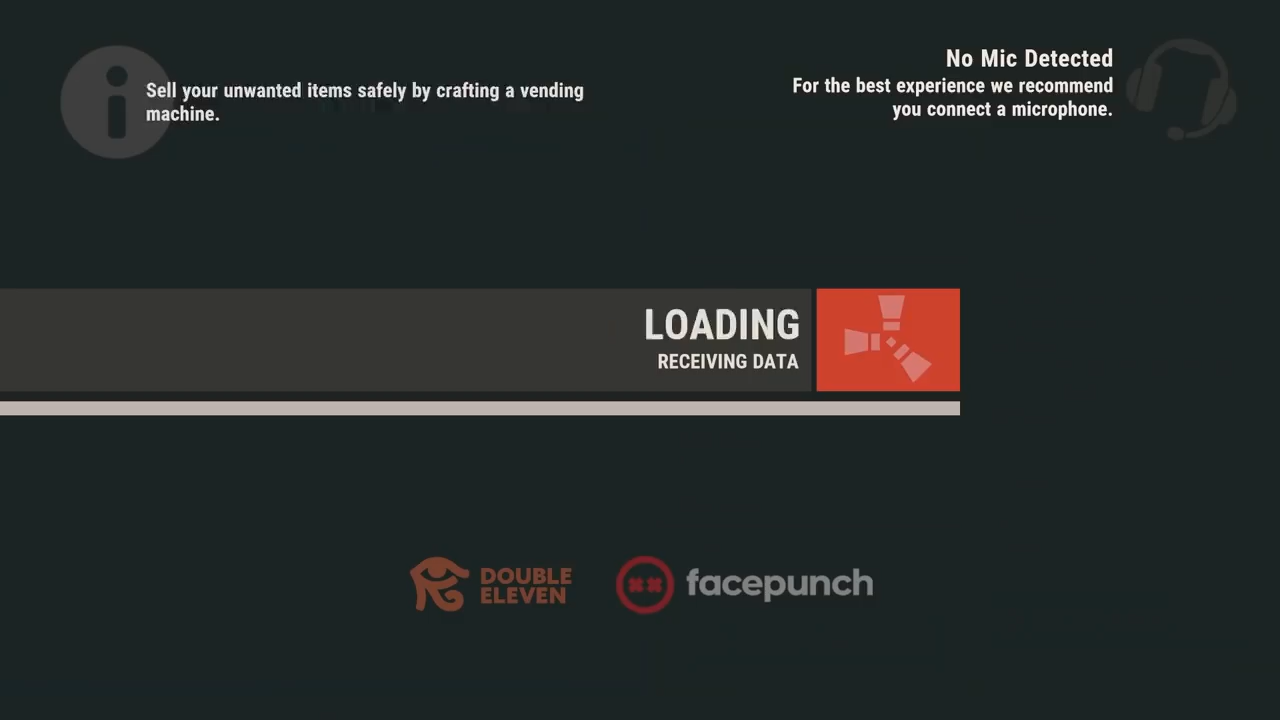 Sell your unwanted items safely by crafting a vending
machine.
No Mic Detected
For the best experience we recommend
you connect a microphone.
LOADING
RECEIVING DATA
DOUBLE
ELEVEN
facepunch